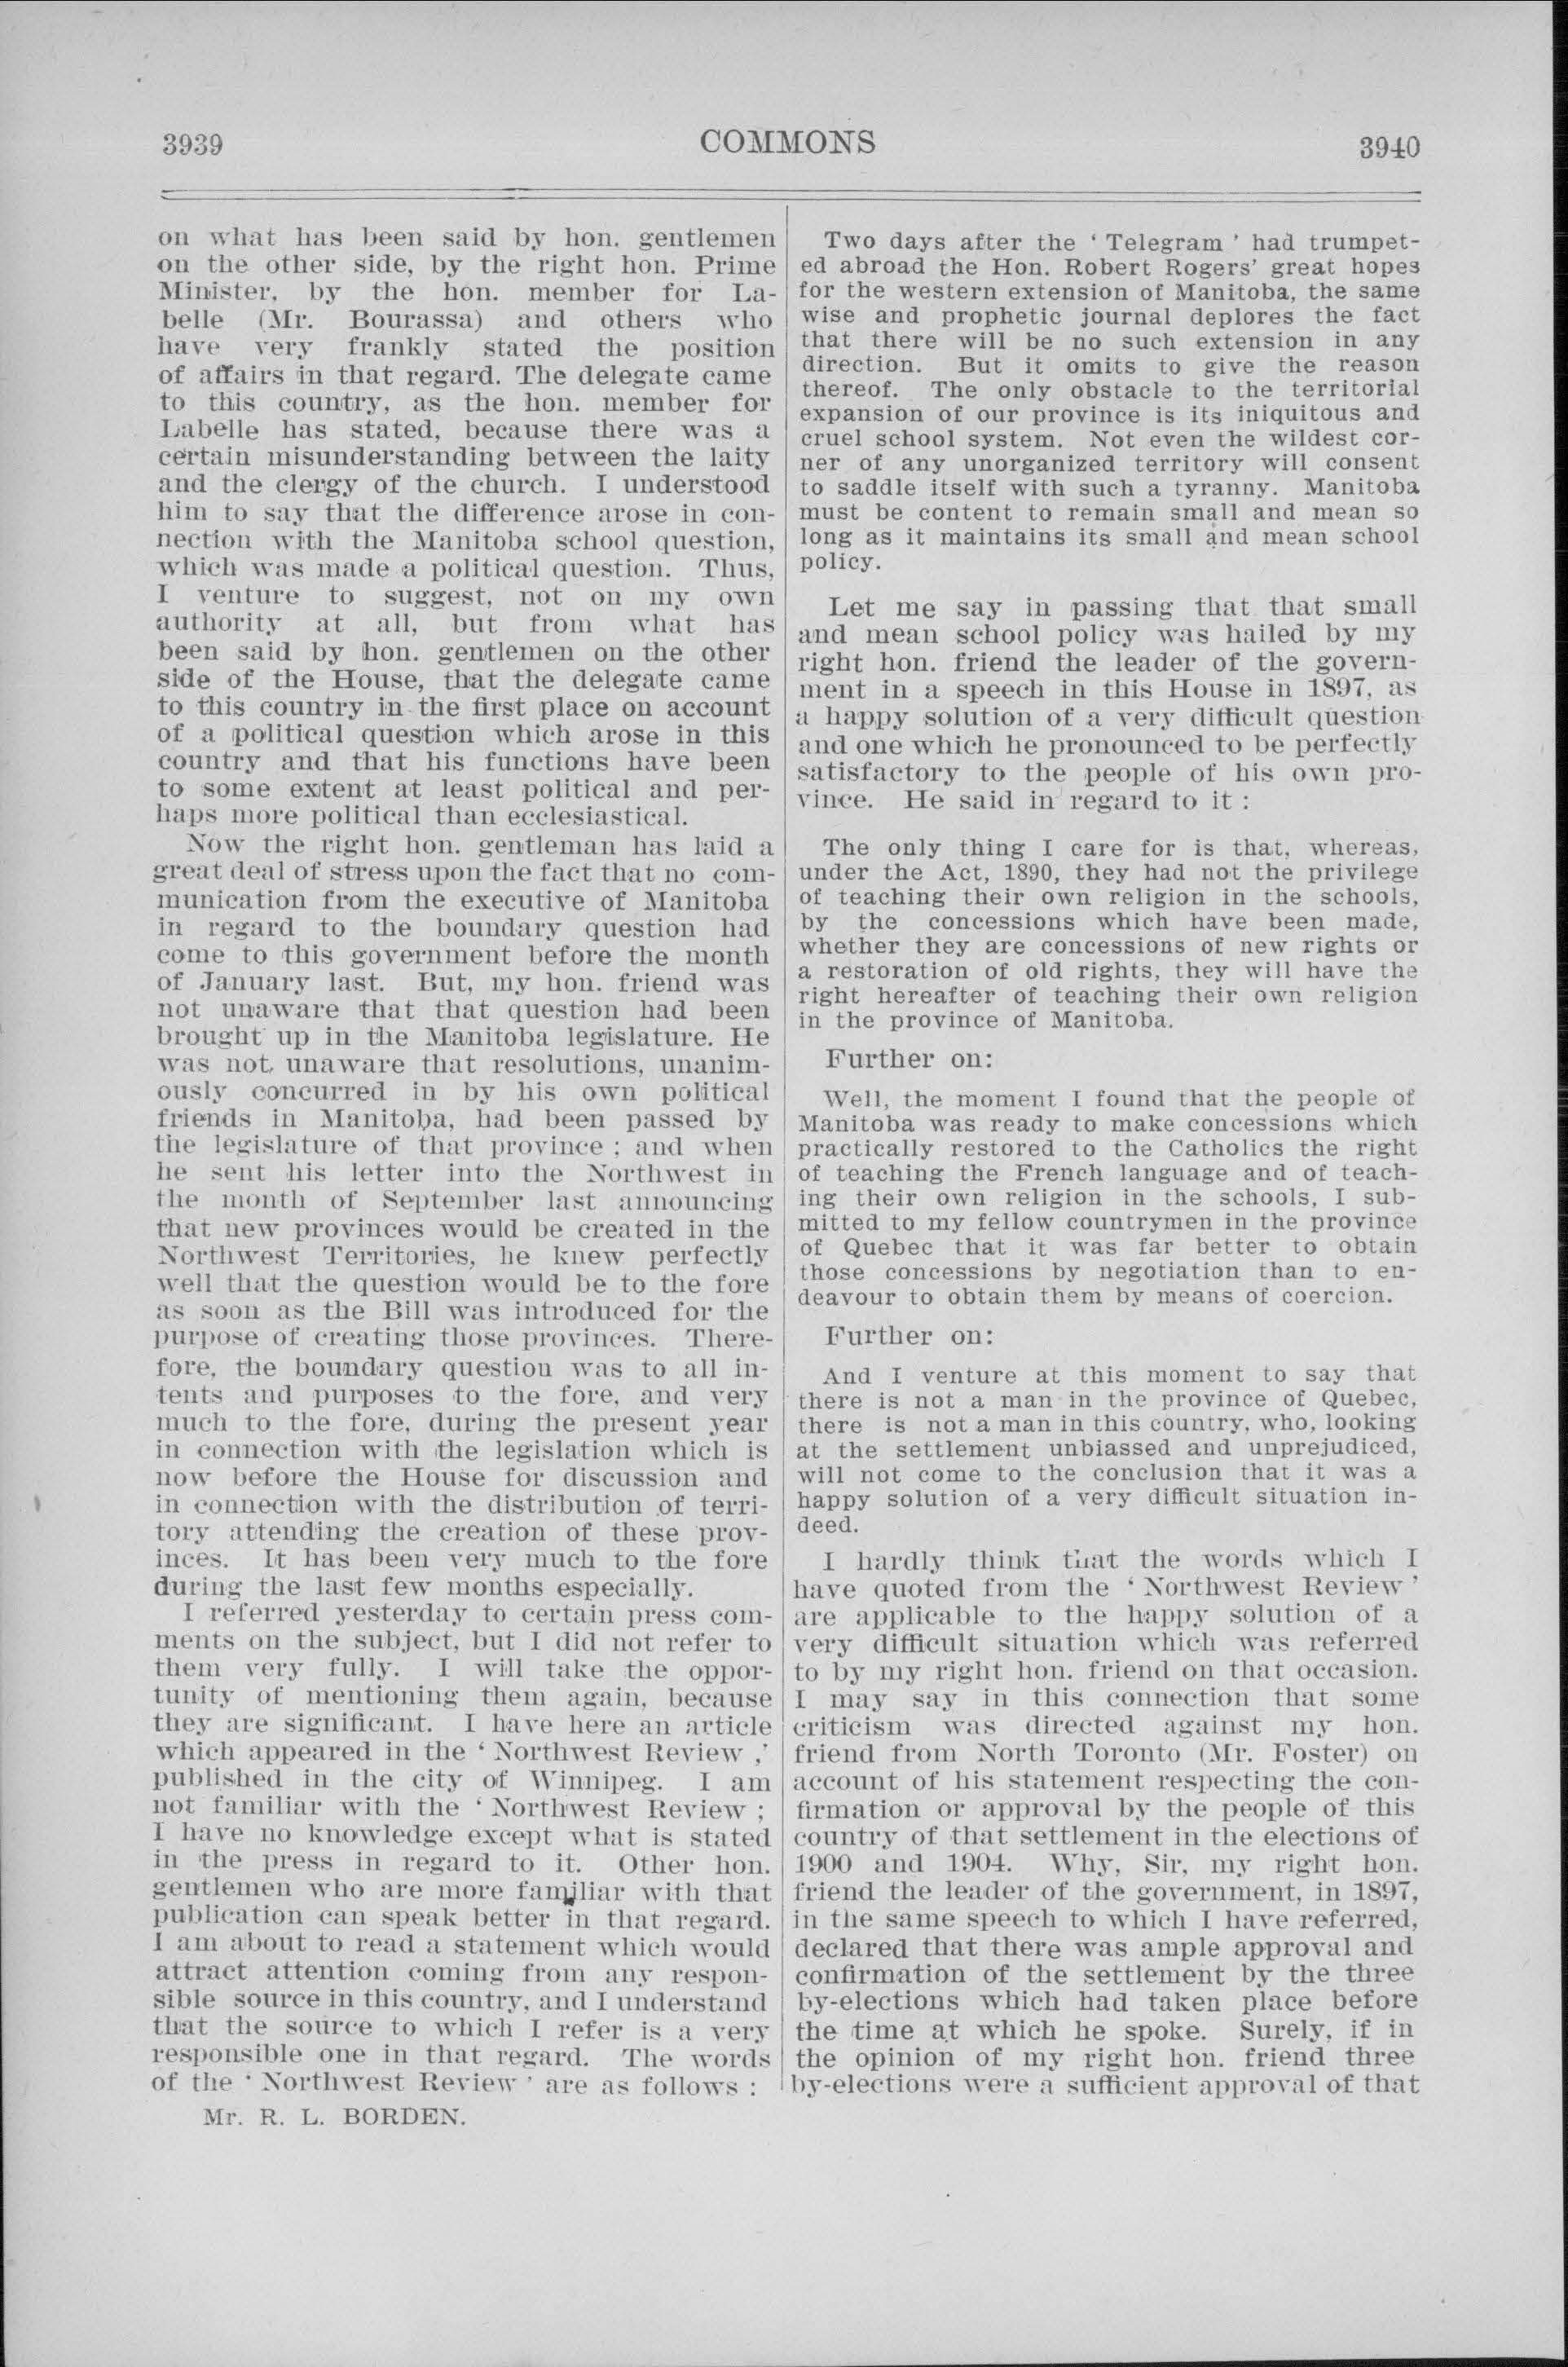 3939
COMMONS
3940
on what has been said by hon. gentlemen
on the other side, by the right hon. Prime
Minister, by the hon. member for La-
belle (Mr. Bourassa) and others who
have very frankly stated the position
of affairs in that regard. The delegate came
to this country, as the hon. member for
Labelle has stated, because there was a
certain misunderstanding between the laity
and the clergy of the church. I understood
him to say that the difference arose in con-
nection with the Manitoba school question,
which was made a political question. Thus,
I venture to suggest, not on my own
authority at all, but from what has
been said by hon. gentlemen on the other
side of the House, that the delegate came
to this country in the first place on account
of a political question which arose in this
country and that his functions have been
to some extent at least political and per-
haps more political than ecclesiastical.
Now the right hon. gentleman has laid a
great deal of stress upon the fact that no com-
munication from the executive of Manitoba
in regard to the boundary question had
come to this government before the month
of January last. But, my hon. friend was
not unaware that that question had been
brought up in the Manitoba legislature. He
was not unaware that resolutions, unanim-
ously concurred in by his own political
friends in Manitoba, had been passed by
the legislature of that province ; and when
he sent his letter into the Northwest in
the month of September last announcing
that new provinces would be created in the
Northwest Territories, he knew perfectly
well that the question would be to the fore
as soon as the Bill was introduced for the
purpose of creating those provinces. There-
fore, the boundary question was to all in-
tents and purposes to the fore, and very
much to the fore, during the present year
in connection with the legislation which is
now before the House for discussion and
in connection with the distribution of terri-
tory attending the creation of these prov-
inces. It has been very much to the fore
during the last few months especially.
I referred yesterday to certain press com-
ments on the subject, but I did not refer to
them very fully. I will take the oppor-
tunity of mentioning them again, because
they are significant. I have here an article
which appeared in the ‘ Northwest Review ,’
published in the city of Winnipeg. I am
not familiar with the ‘ Northwest Review ;
I have no knowledge except what is stated
in the press in regard to it. Other hon.
gentlemen who are more familiar with that
publication can speak better in that regard.
I am about to read a statement which would
attract attention coming from any respon-
sible source in this country, and I understand
that the source to which I refer is a very
responsible one in that regard. The words
of the ‘ Northwest Review ’ are as follows :
Mr. R. L. BORDEN.
Two days after the ‘ Telegram ’ had trumpet-
ed abroad the Hon. Robert Rogers’ great hopes
for the western extension of Manitoba, the same
wise and prophetic journal deplores the fact
that there will be no such extension in any
direction. But it omits to give the reason
thereof. The only obstacle to the territorial
expansion of our province is its iniquitous and
cruel school system. Not even the wildest cor-
ner of any unorganized territory will consent
to saddle itself with such a tyranny. Manitoba
must be content to remain small and mean so
long as it maintains its small and mean school
policy.
Let me say in passing that that small
and mean school policy was hailed by my
right hon. friend the leader of the govern-
ment in a speech in this House in 1897, as
a happy solution of a very difficult question
and one which he pronounced to be perfectly
satisfactory to the people of his own pro-
vince. He said in regard to it :
The only thing I care for is that, whereas,
under the Act, 1890, they had not the privilege
of teaching their own religion in the schools,
by the concessions which have been made,
whether they are concessions of new rights or
a restoration of old rights, they will have the
right hereafter of teaching their own religion
in the province of Manitoba.
Further on:
Well, the moment I found that the people of
Manitoba was ready to make concessions which
practically restored to the Catholics the right
of teaching the French language and of teach-
ing their own religion in the schools, I sub-
mitted to my fellow countrymen in the province
of Quebec that it was far better to obtain
those concessions by negotiation than to en-
deavour to obtain them by means of coercion.
Further on:
And I venture at this moment to say that
there is not a man in the province of Quebec,
there is not a man in this country, who, looking
at the settlement unbiassed and unprejudiced,
will not come to the conclusion that it was a
happy solution of a very difficult situation in-
deed.
I hardly think that the words which I
have quoted from the ‘ Northwest Review ’
are applicable to the happy solution of a
very difficult situation which was referred
to by my right hon. friend on that occasion.
I may say in this connection that some
criticism was directed against my hon.
friend from North Toronto (Mr. Foster) on
account of his statement respecting the con-
firmation or approval by the people of this
country of that settlement in the elections of
1900 and 1904. Why, Sir, my right hon.
friend the leader of the government, in 1897,
in the same speech to which I have referred,
declared that there was ample approval and
confirmation of the settlement by the three
by-elections which had taken place before
the time at which he spoke. Surely, if in
the opinion of my right hon. friend three
by-elections were a sufficient approval of that